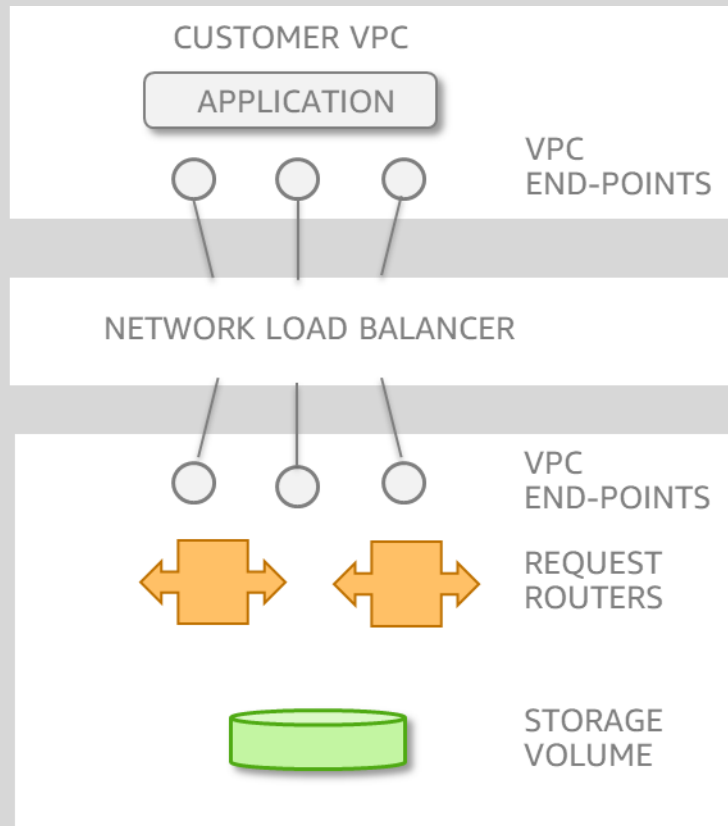 CUSTOMER VPC
APPLICATION
VPC
END-POINTS
NETWORK LOAD BALANCER
VPC
END-POINTS
REQUEST
ROUTERS
STORAGE
VOLUME